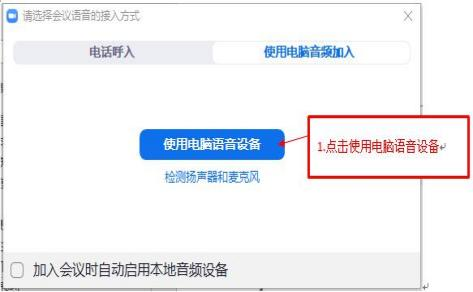 请选择会议语音的接入方式
电话呼入
使用电脑音频加入
使用电脑语音设备
1.点击使用电脑语音设备
检测扬声器和麦克风
加入会议时自动启用本地音频设备